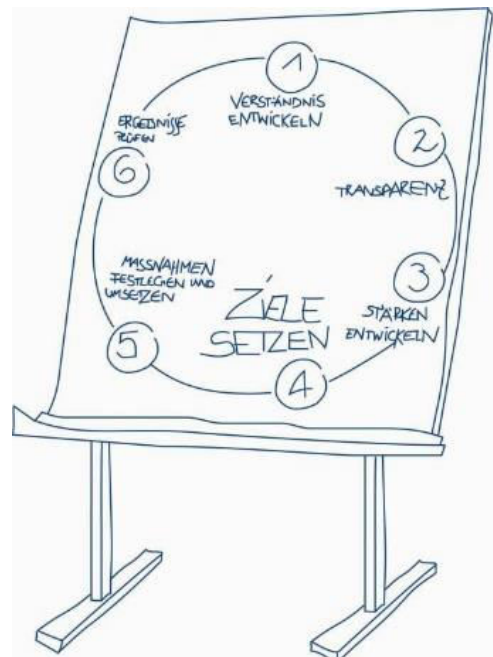 1
VERSTÄNDNIS
ENTWICKELN
2
TRANSPARENZ
3
STÄRKEN
ENTWICKELN
4
ZIELE
SETZEN
5
MASSNAHMEN
FESTLEGEN UND
UMSETZEN
6
ERGEBNISSE
PRÜFEN